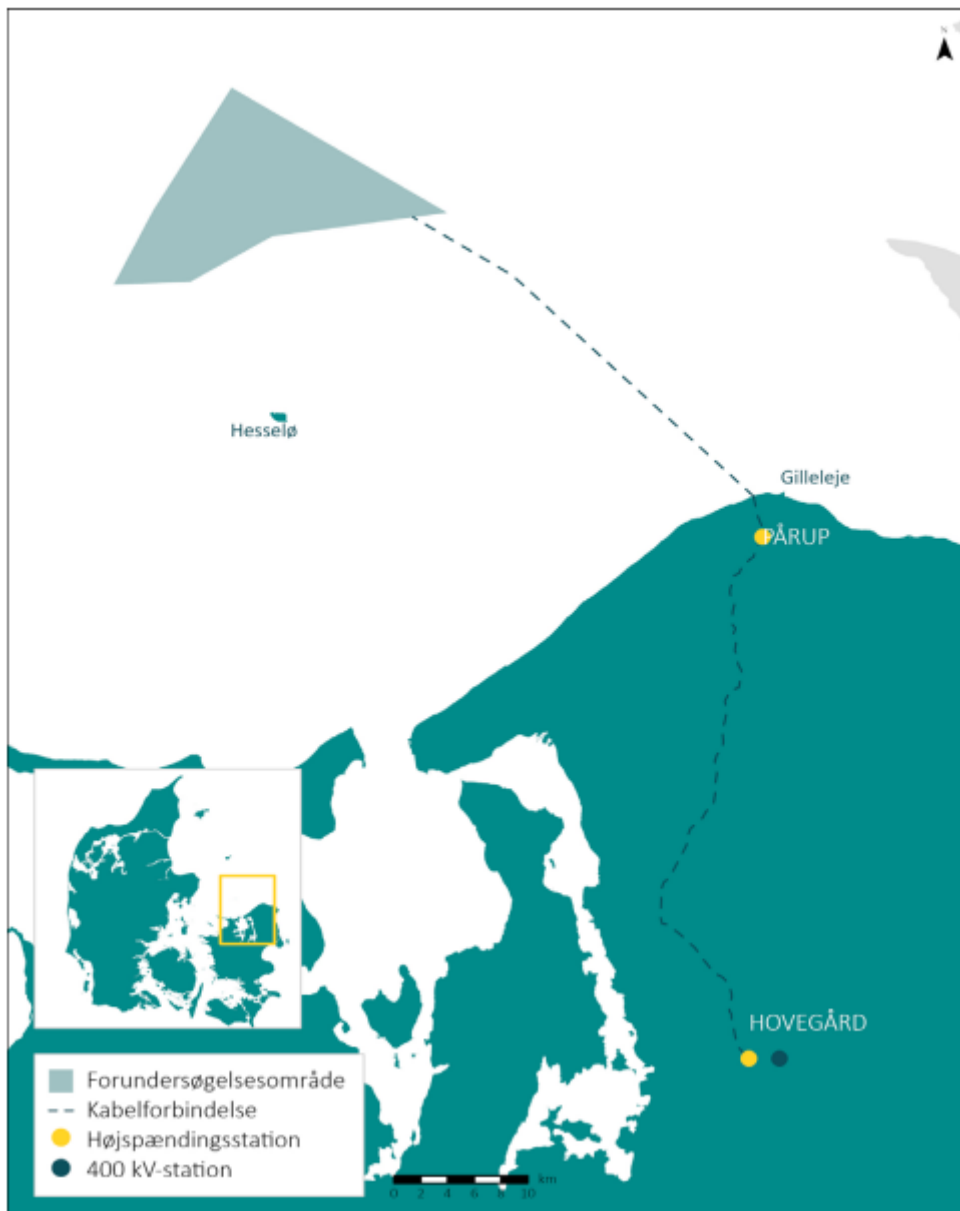 N
Hesselø
Gilleleje
PÅRUP
HOVEGÅRD
Forundersøgelsesområde
Kabelforbindelse
Højspændingsstation
400 kV-station
0 2 4 6 8 10 km